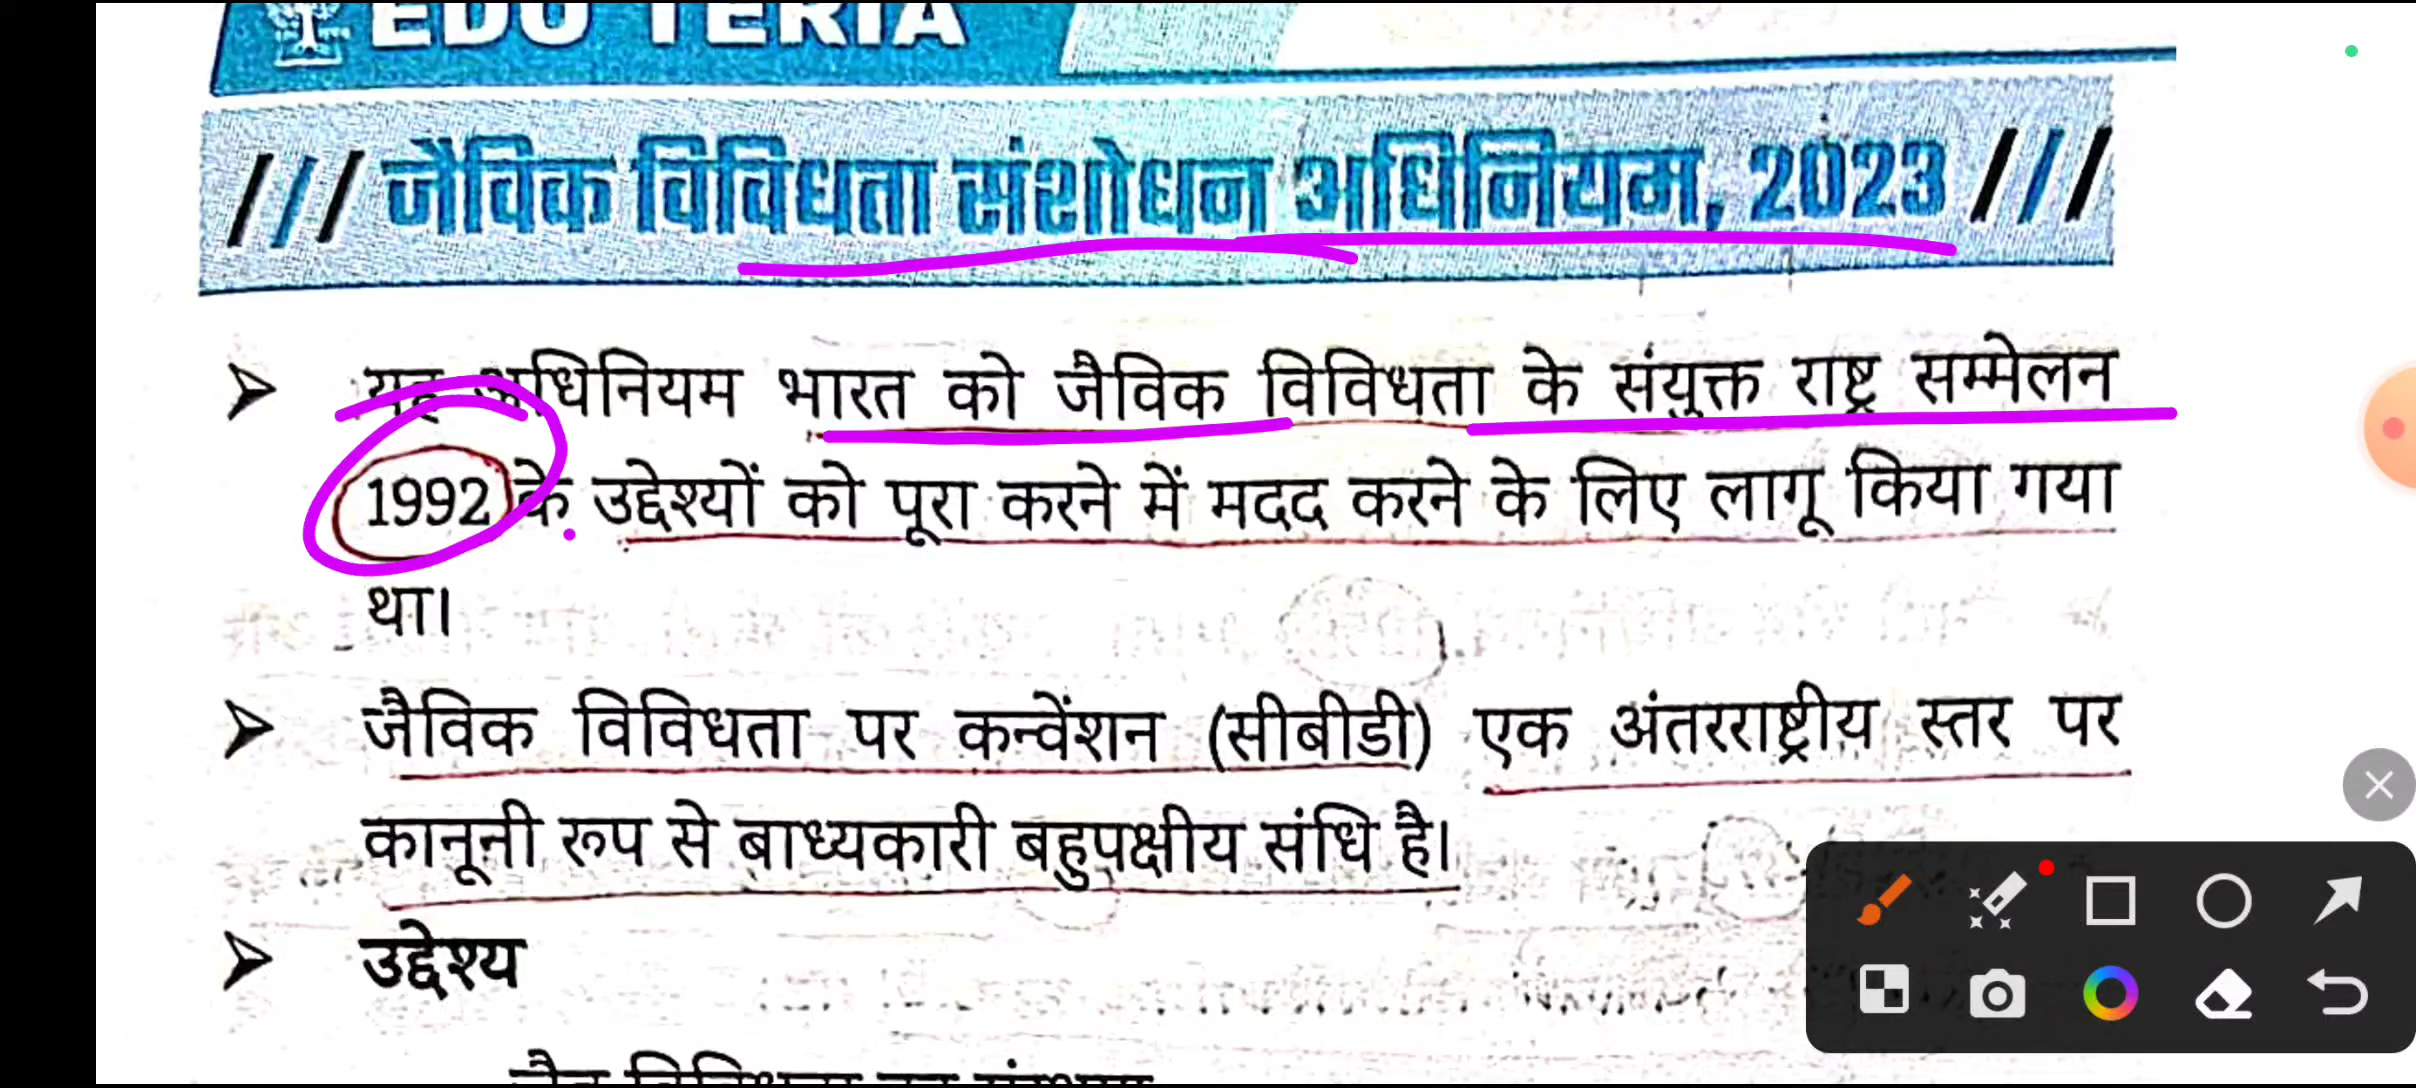 EDU TERIA
/// जैविक विविधता संशोधन अधिनियम, 2023 ///
➤ यह अधिनियम भारत को जैविक विविधता के संयुक्त राष्ट्र सम्मेलन
1992 के उद्देश्यों को पूरा करने में मदद करने के लिए लागू किया गया
था।
➤ जैविक विविधता पर कन्वेंशन (सीबीडी) एक अंतरराष्ट्रीय स्तर पर
कानूनी रूप से बाध्यकारी बहुपक्षीय संधि है।
➤ उद्देश्य